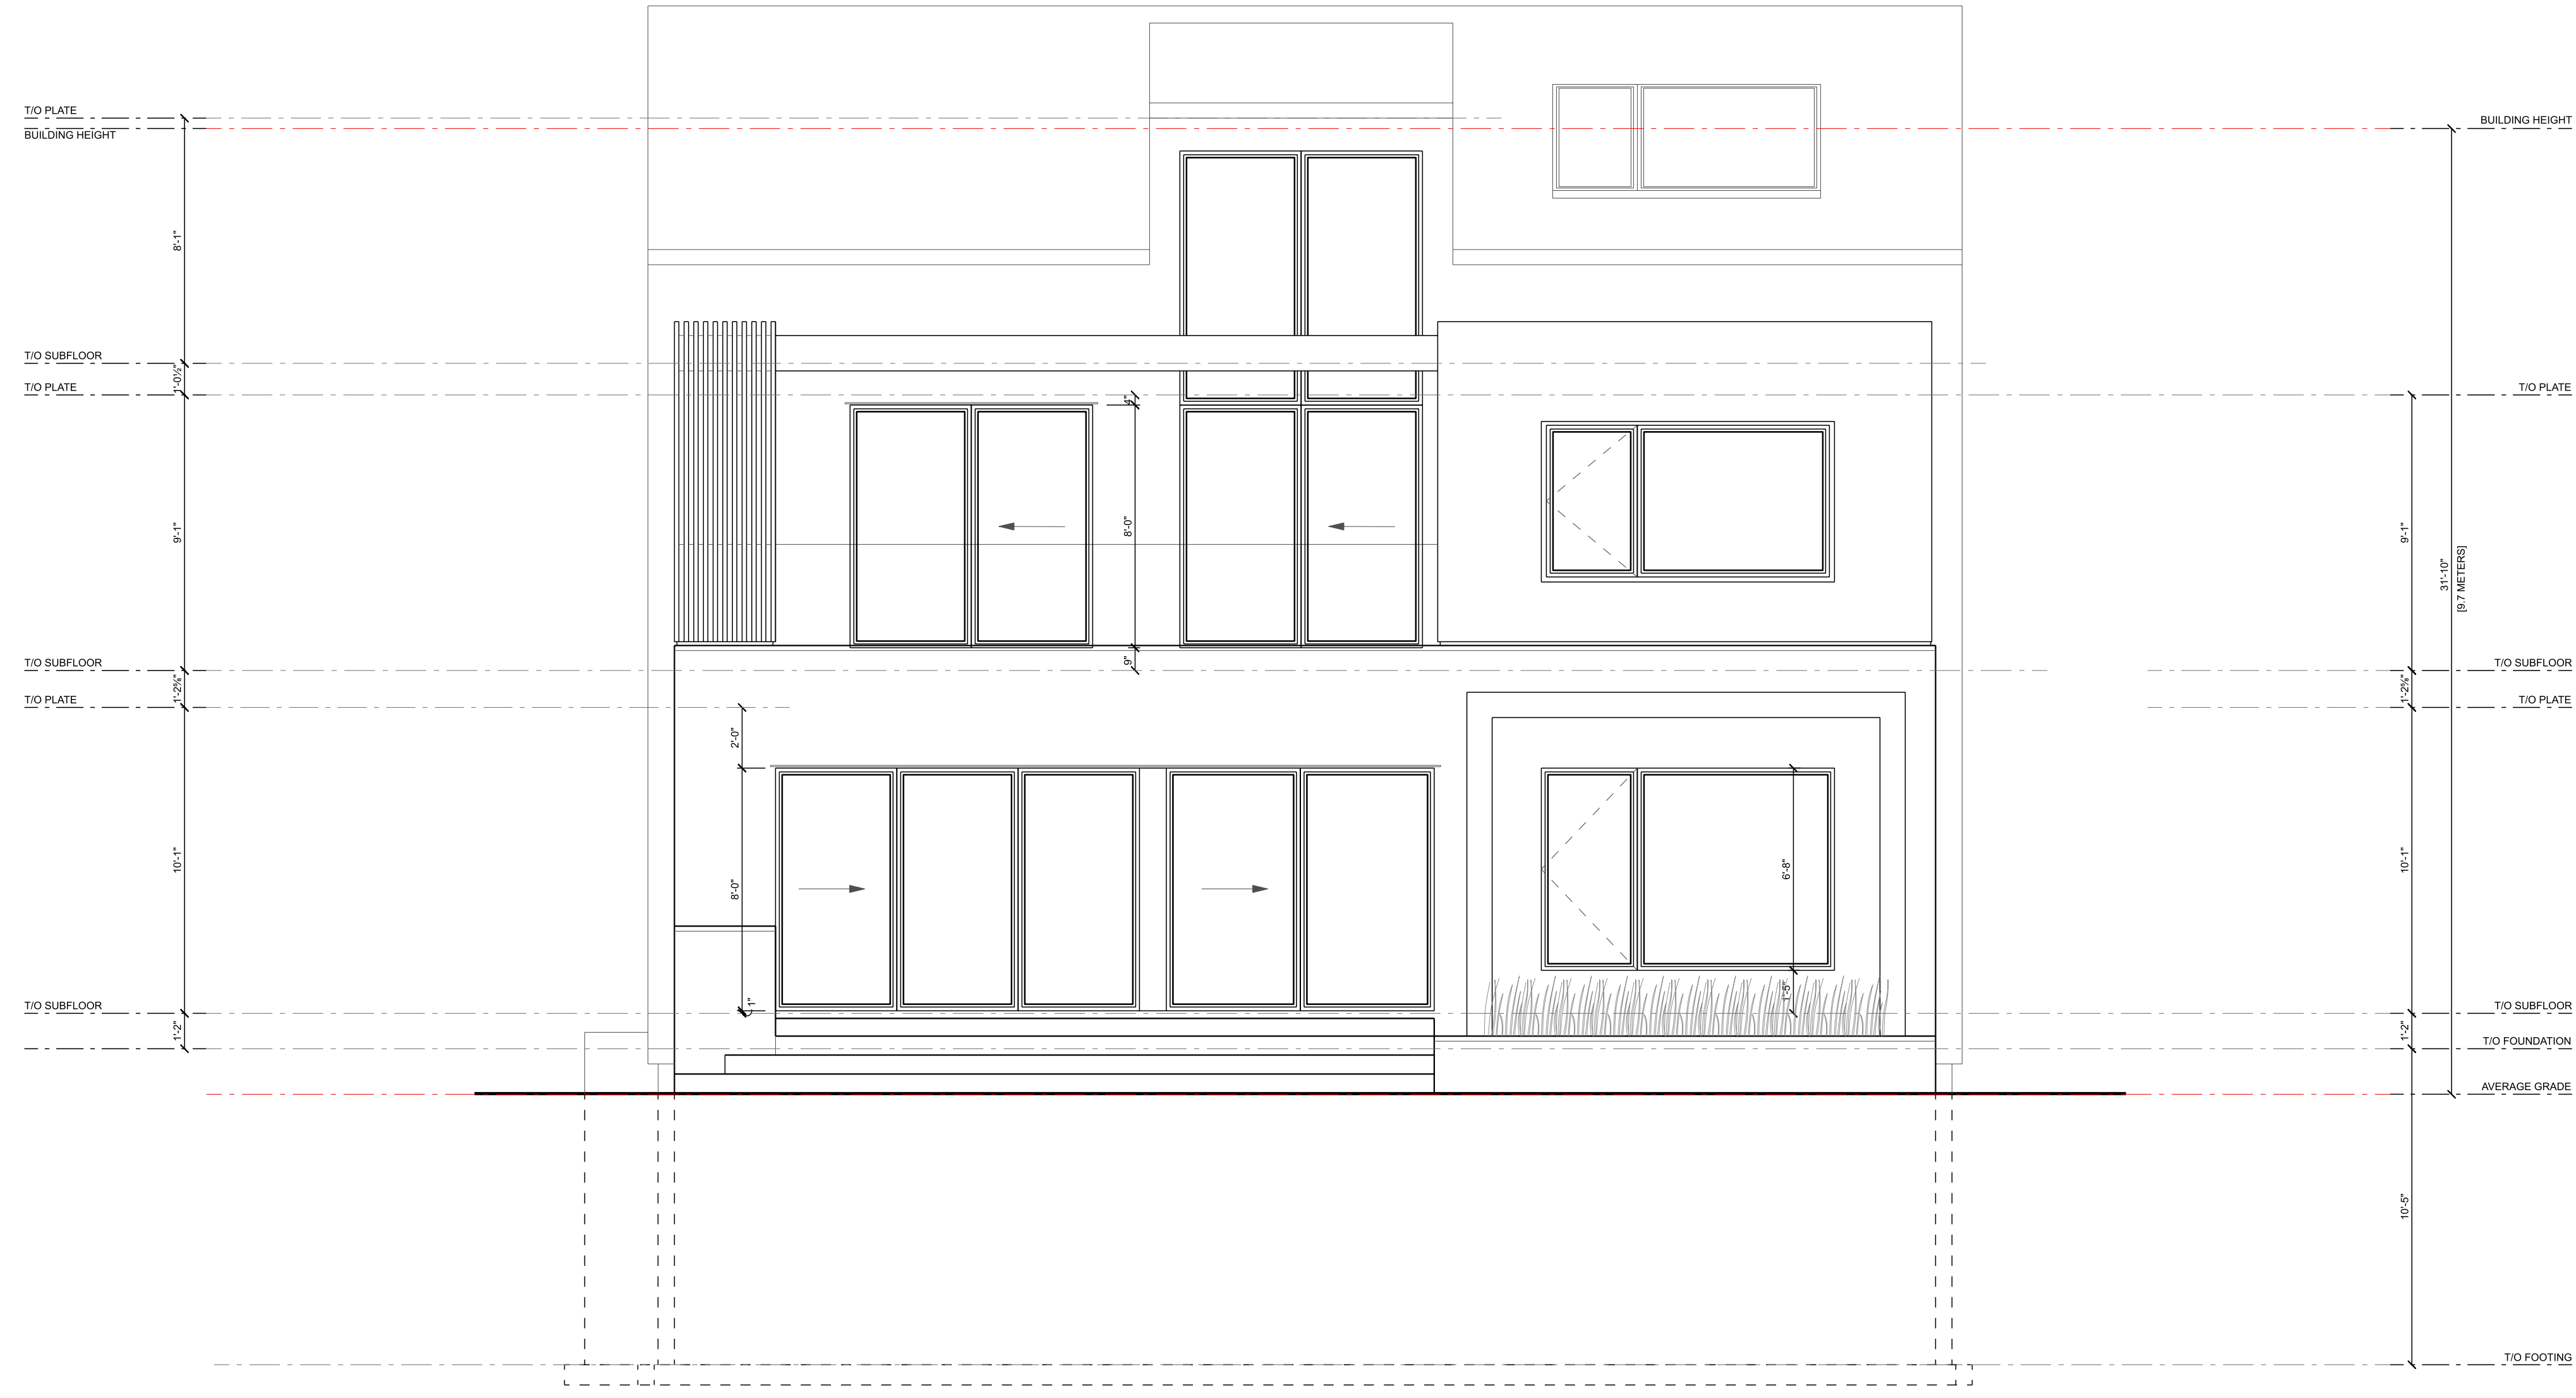 T/O PLATE
BUILDING HEIGHT
BUILDING HEIGHT
8'-1"
T/O SUBFLOOR
1'-0½"
T/O PLATE
T/O PLATE
4"
9'-1"
8'-0"
9'-1"
31'-10"
[9.7 METERS]
T/O SUBFLOOR
9"
T/O SUBFLOOR
1'-2⅝"
1'-2⅝"
T/O PLATE
T/O PLATE
2'-0"
10'-1"
8'-0"
6'-8"
10'-1"
T/O SUBFLOOR
1"
1'-5"
T/O SUBFLOOR
1'-2"
1'-2"
T/O FOUNDATION
AVERAGE GRADE
10'-5"
T/O FOOTING